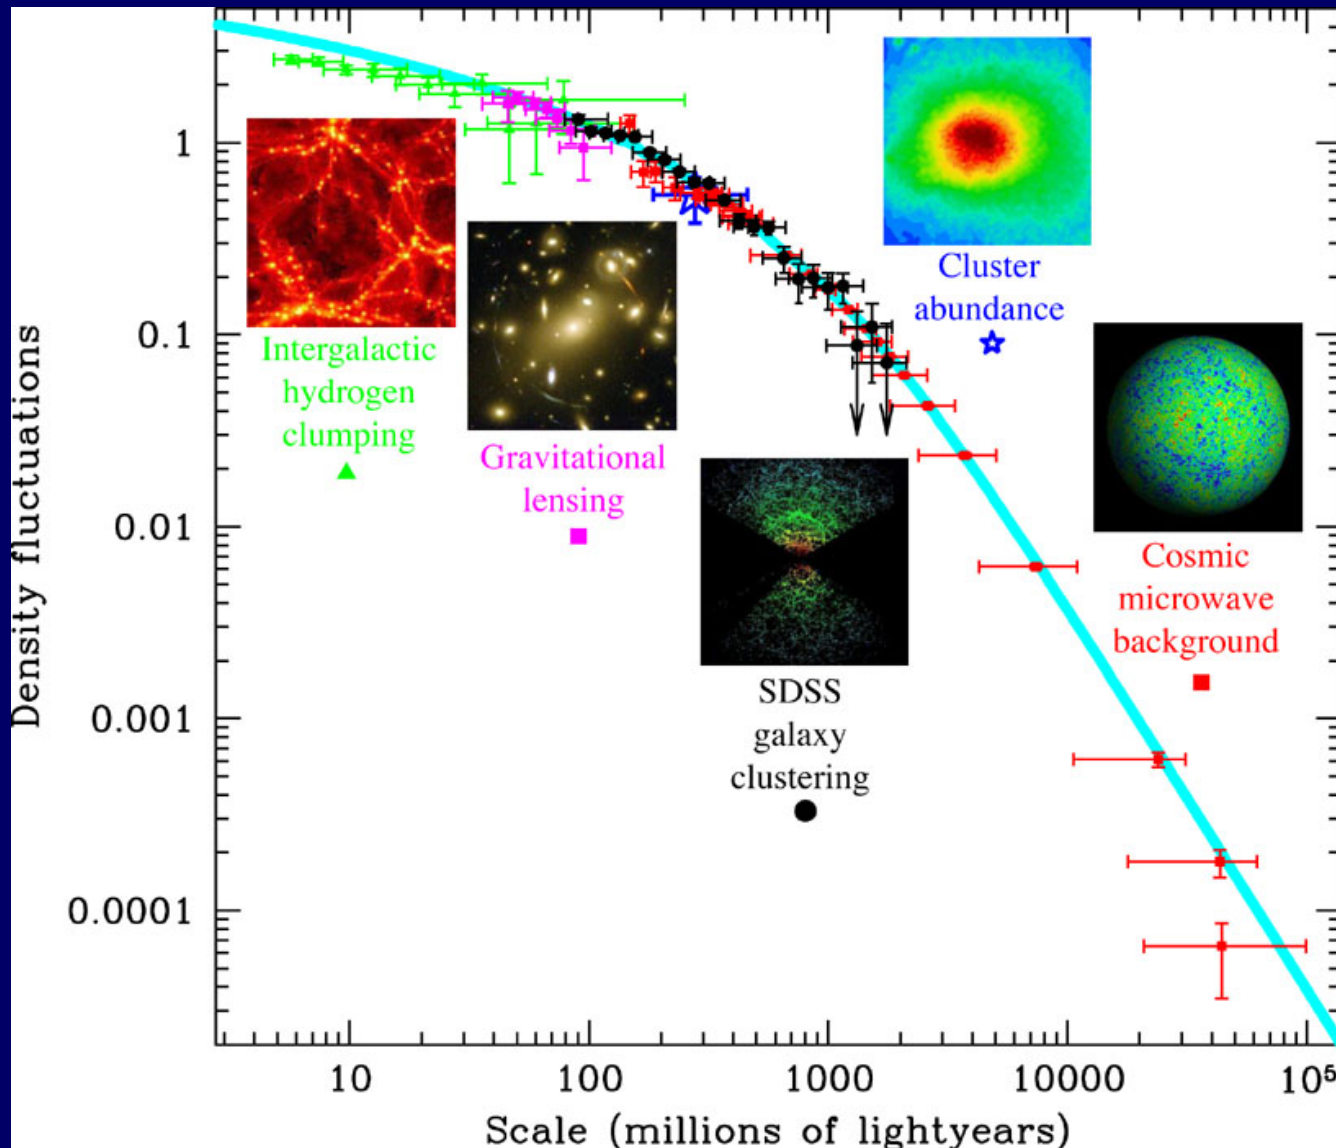 Density fluctuations
1
0.1
0.01
0.001
0.0001
Intergalactic
hydrogen
clumping
Gravitational
lensing
SDSS
galaxy
clustering
Cluster
abundance
Cosmic
microwave
background
10
100
1000
10000
10⁵
Scale (millions of lightyears)